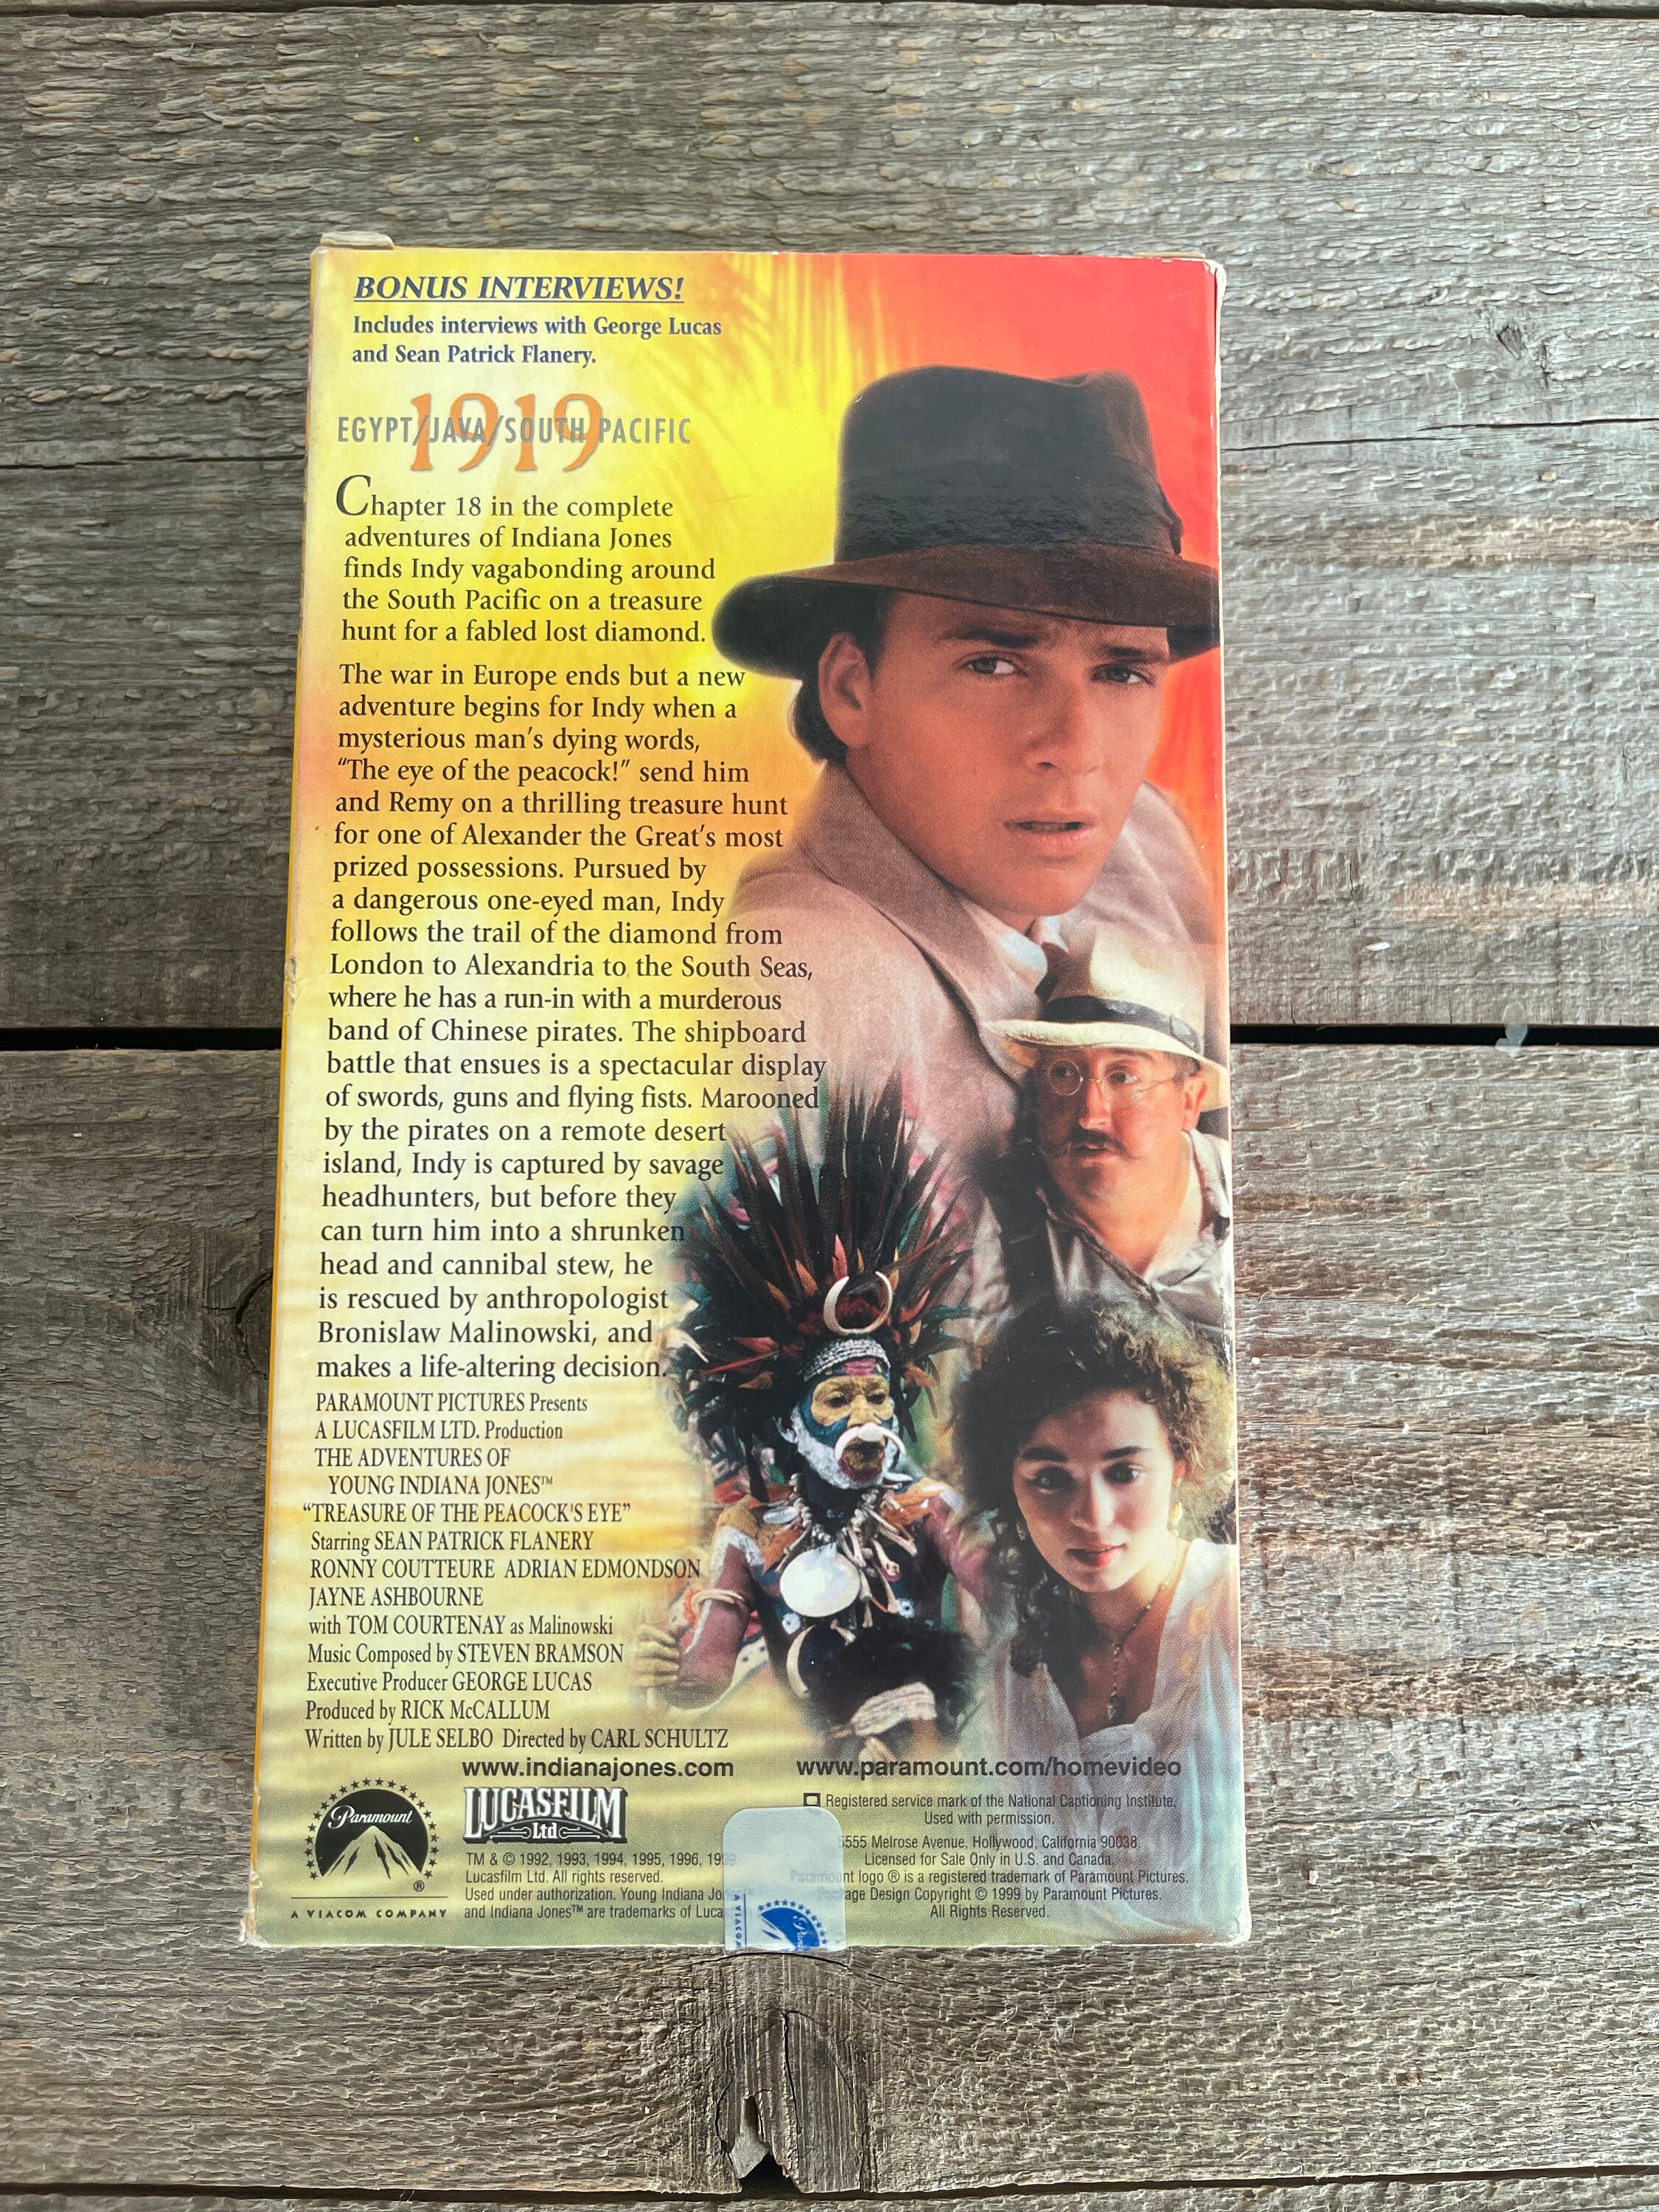 BONUS INTERVIEWS!
Includes interviews with George Lucas
and Sean Patrick Flanery.
1919
EGYPT/JAVA/SOUTH PACIFIC
Chapter 18 in the complete
adventures of Indiana Jones
finds Indy vagabonding around
the South Pacific on a treasure
hunt for a fabled lost diamond.
The war in Europe ends but a new
adventure begins for Indy when a
mysterious man's dying words,
“The eye of the peacock!” send him
and Remy on a thrilling treasure hunt
for one of Alexander the Great's most
prized possessions. Pursued by
a dangerous one-eyed man, Indy
follows the trail of the diamond from
London to Alexandria to the South Seas,
where he has a run-in with a murderous
band of Chinese pirates. The shipboard
battle that ensues is a spectacular display
of swords, guns and flying fists. Marooned
by the pirates on a remote desert
island, Indy is captured by savage
headhunters, but before they
can turn him into a shrunken
head and cannibal stew, he
is rescued by anthropologist
Bronislaw Malinowski, and
makes a life-altering decision.
PARAMOUNT PICTURES Presents
A LUCASFILM LTD. Production
THE ADVENTURES OF
YOUNG INDIANA JONES™
“TREASURE OF THE PEACOCK'S EYE”
Starring SEAN PATRICK FLANERY
RONNY COUTTEURE ADRIAN EDMONDSON
JAYNE ASHBOURNE
with TOM COURTENAY as Malinowski
Music Composed by STEVEN BRAMSON
Executive Producer GEORGE LUCAS
Produced by RICK McCALLUM
Written by JULE SELBO Directed by CARL SCHULTZ
www.indianajones.com www.paramount.com/homevideo
Paramount
®
A VIACOM COMPANY
LUCASFILM
Ltd
TM & © 1992, 1993, 1994, 1995, 1996, 1999
Lucasfilm Ltd. All rights reserved.
Used under authorization. Young Indiana
and Indiana Jones™ are trademarks of
Registered service mark of the National Captioning Institute.
Used with permission.
5555 Melrose Avenue, Hollywood, California 90038.
Licensed for Sale Only in U.S. and Canada.
Paramount logo ® is a registered trademark of Paramount Pictures.
Package Design Copyright © 1999 by Paramount Pictures.
All Rights Reserved.